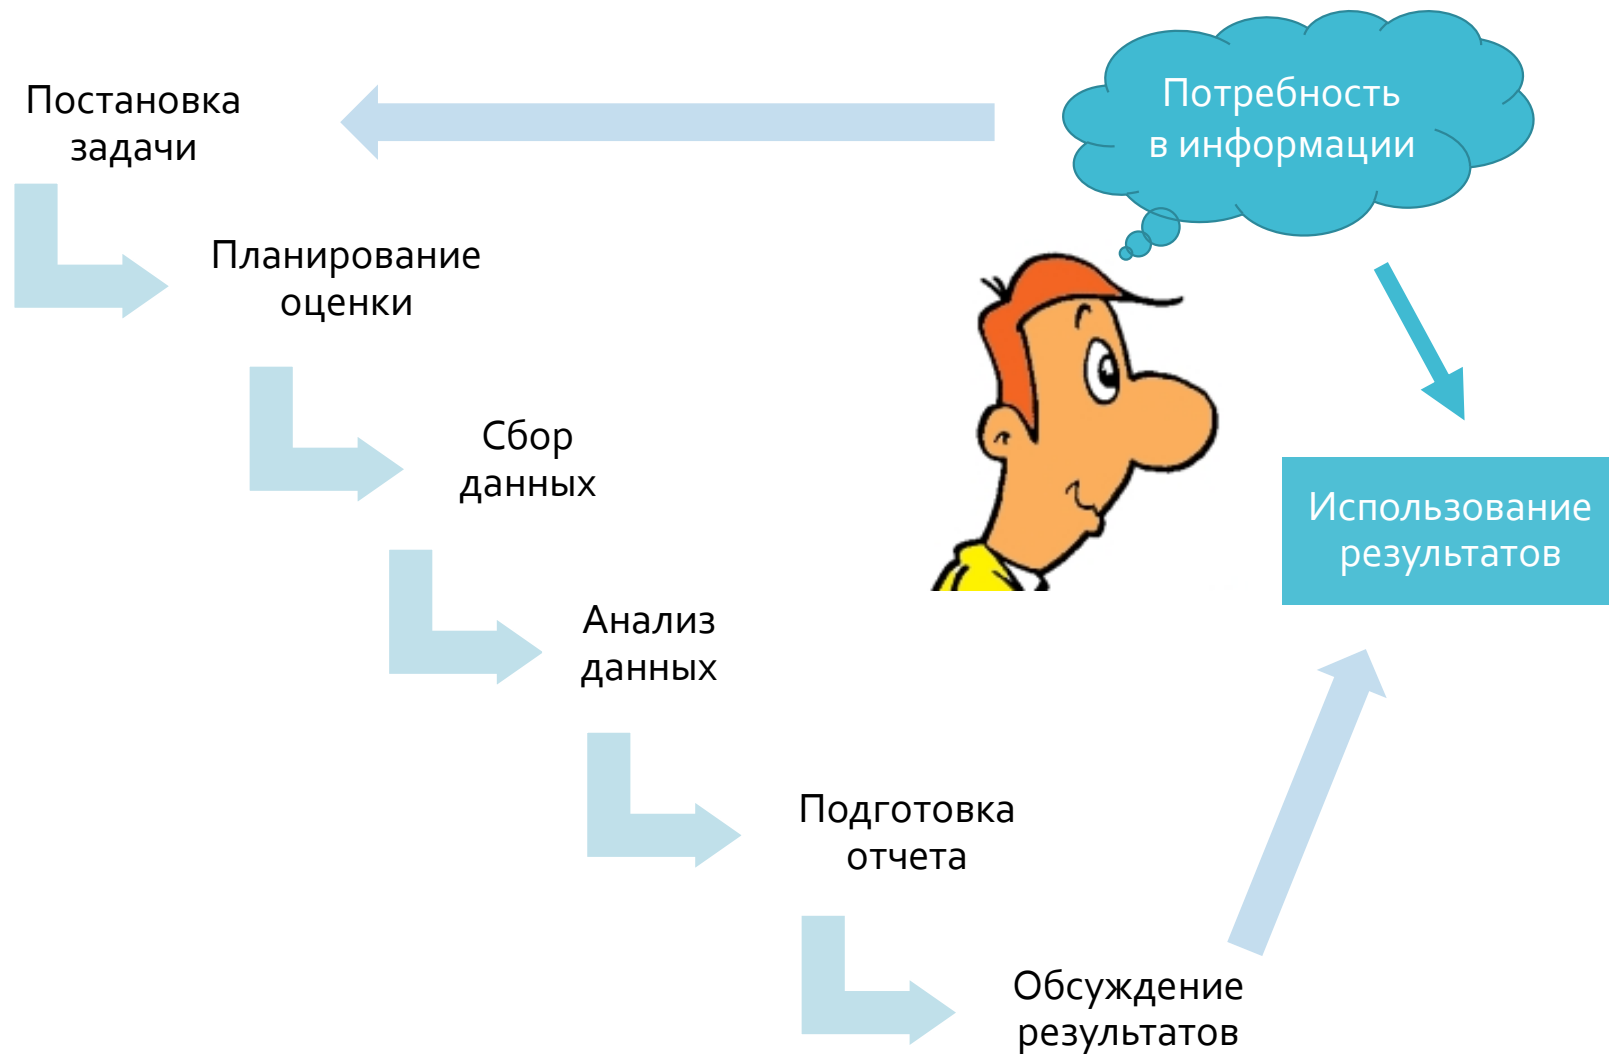 Постановка
задачи
Потребность
в информации
Планирование
оценки
Сбор
данных
Использование
результатов
Анализ
данных
Подготовка
отчета
Обсуждение
результатов